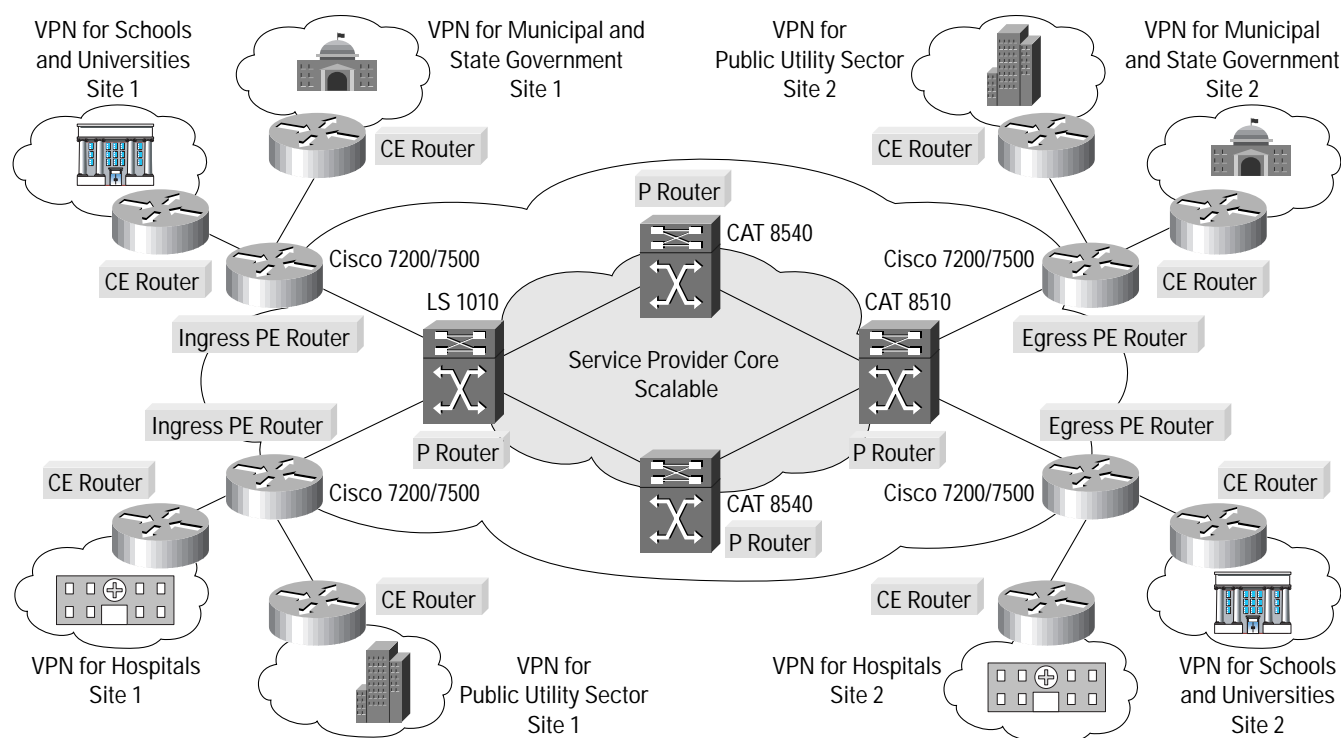 VPN for Schools
and Universities
Site 1
VPN for Municipal and
State Government
Site 1
VPN for
Public Utility Sector
Site 2
VPN for Municipal
and State Government
Site 2
CE Router
CE Router
P Router
CAT 8540
CE Router
Cisco 7200/7500
Cisco 7200/7500
CE Router
LS 1010
CAT 8510
Ingress PE Router
Egress PE Router
Service Provider Core
Scalable
Ingress PE Router
Egress PE Router
P Router
P Router
CE Router
Cisco 7200/7500
CAT 8540
Cisco 7200/7500
CE Router
P Router
CE Router
CE Router
VPN for Hospitals
Site 1
VPN for
Public Utility Sector
Site 1
VPN for Hospitals
Site 2
VPN for Schools
and Universities
Site 2